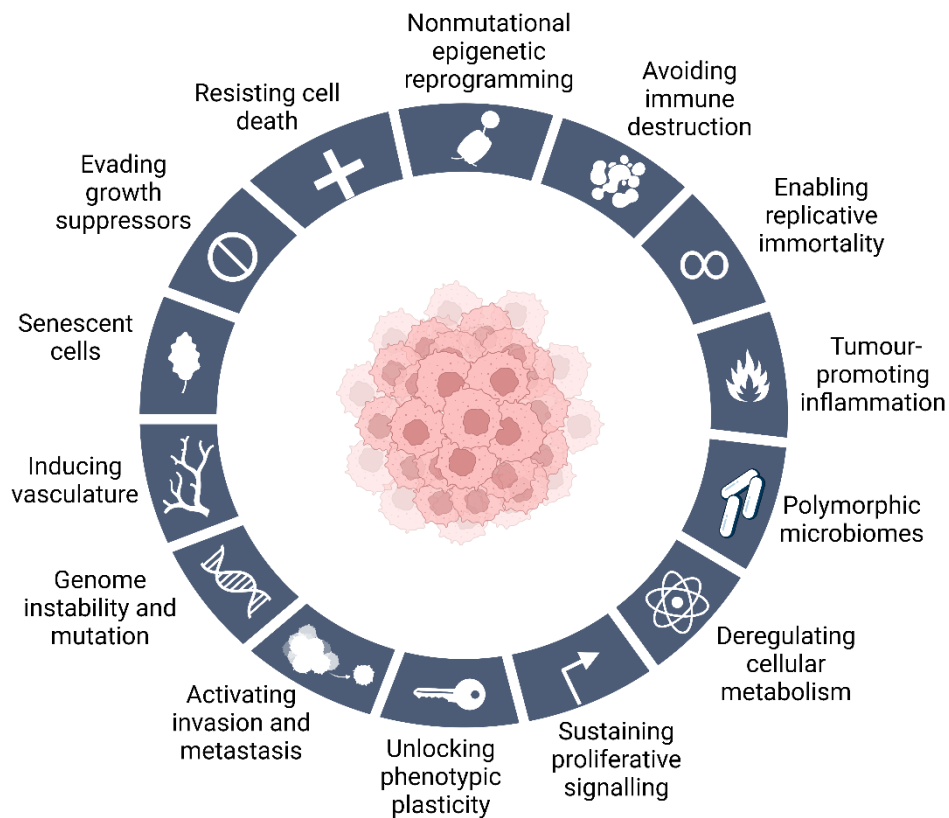 Nonmutational
epigenetic
reprogramming
Avoiding
immune
destruction
Enabling
replicative
immortality
Tumour-
promoting
inflammation
Polymorphic
microbiomes
Deregulating
cellular
metabolism
Sustaining
proliferative
signalling
Unlocking
phenotypic
plasticity
Activating
invasion and
metastasis
Genome
instability and
mutation
Inducing
vasculature
Senescent
cells
Evading
growth
suppressors
Resisting cell
death